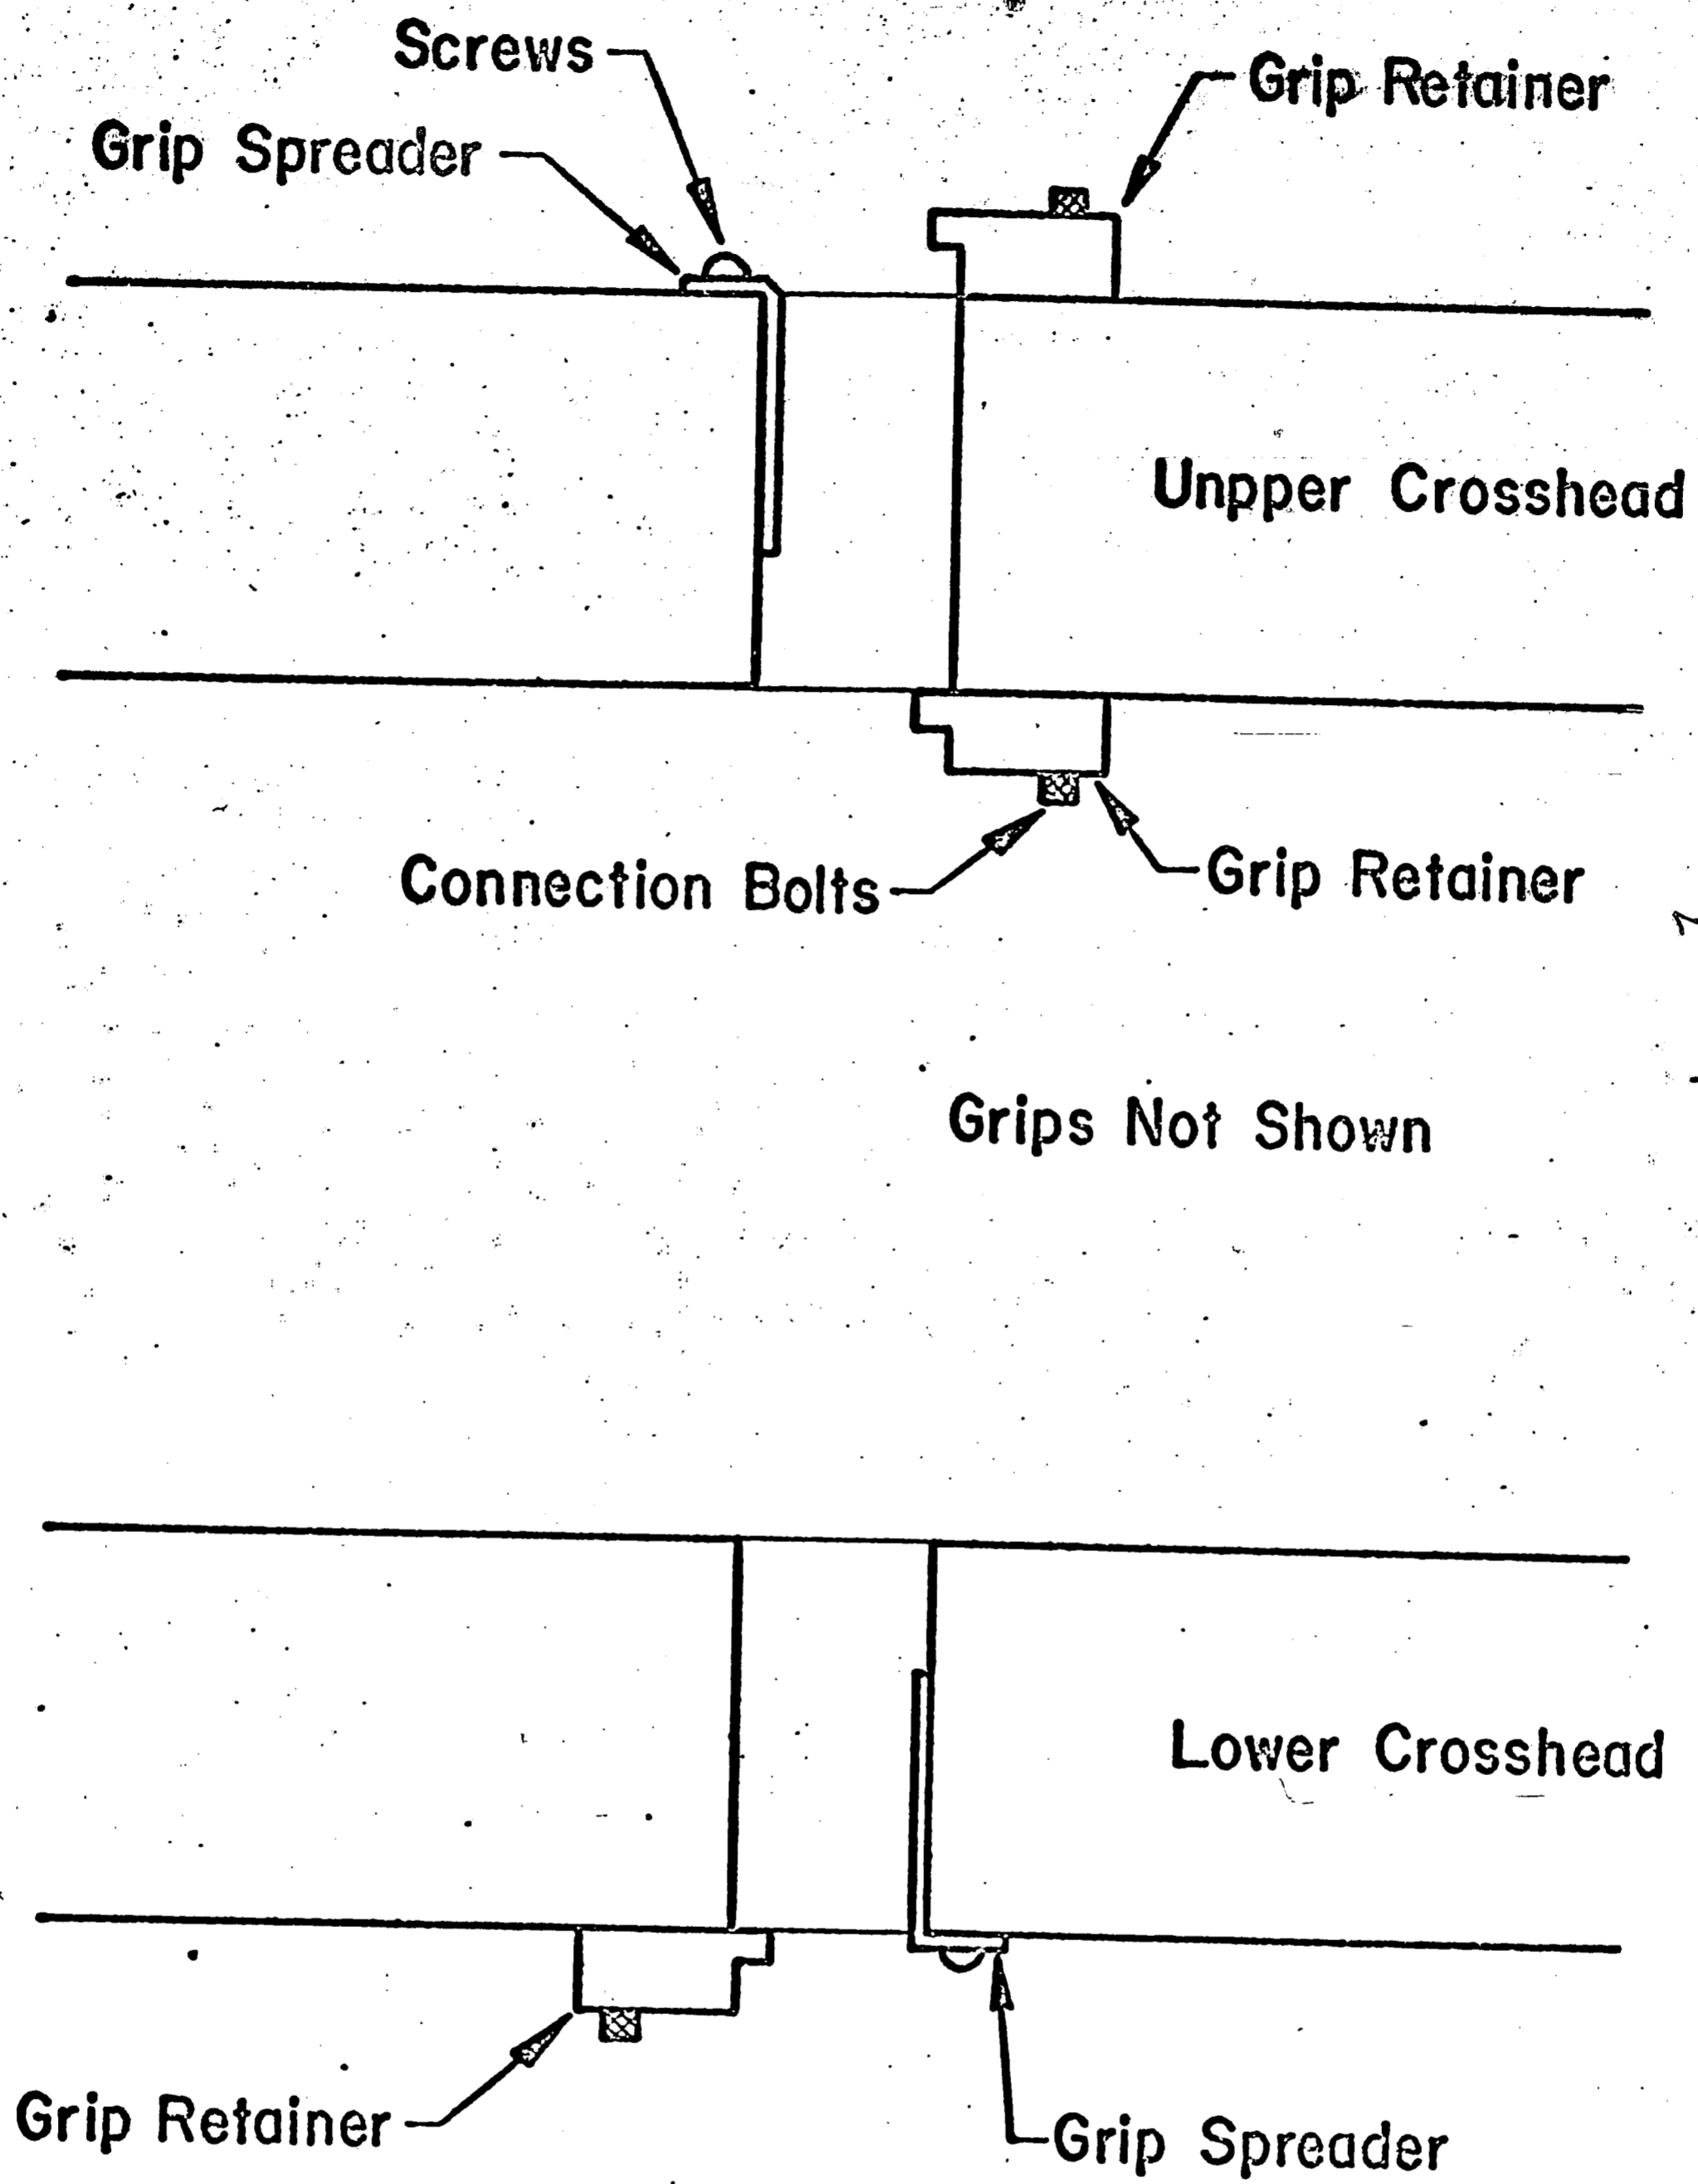 Screws
Grip Retainer
Grip Spreader
Unpper Crosshead
Connection Bolts
Grip Retainer
Grips Not Shown
Lower Crosshead
Grip Retainer
Grip Spreader